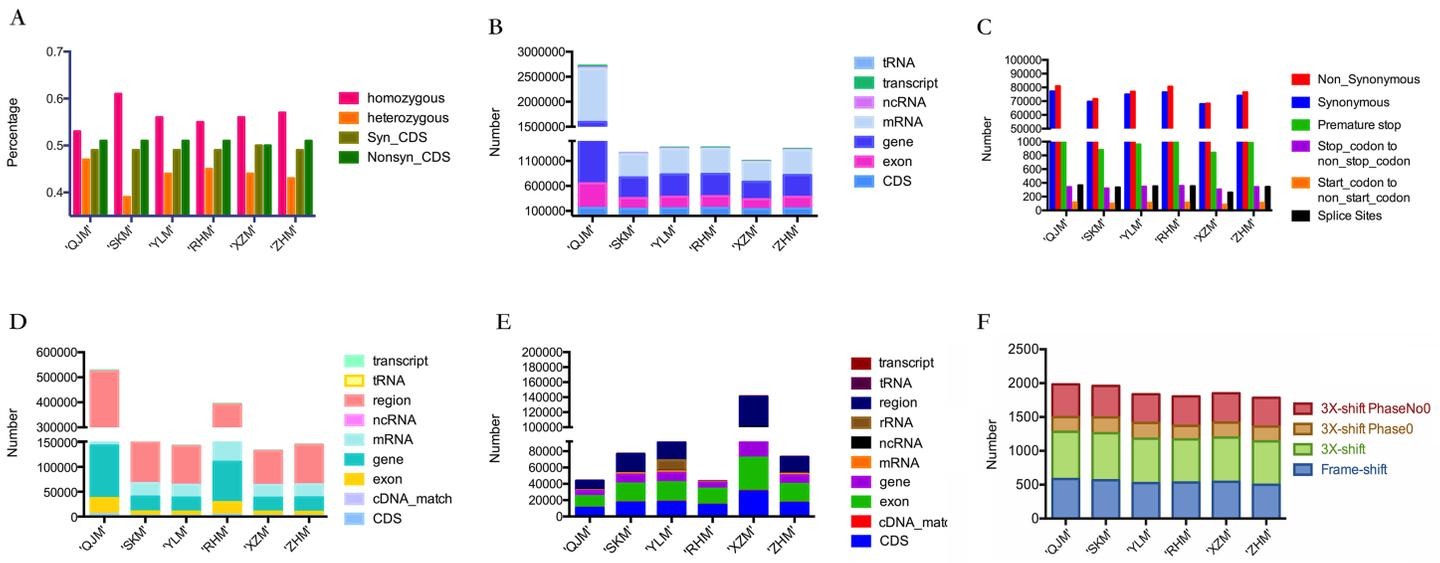 A
Percentage
0.7
0.6
0.5
0.4
'QJM'
'SKM'
'YLM'
'RHM'
'XZM'
'ZHM'
homozygous
heterozygous
Syn_CDS
Nonsyn_CDS
B
Number
3000000
2500000
2000000
1500000
1100000
600000
100000
'QJM'
'SKM'
'YLM'
'RHM'
'XZM'
'ZHM'
tRNA
transcript
ncRNA
mRNA
gene
exon
CDS
C
Number
100000
90000
80000
70000
60000
50000
1000
800
600
400
200
0
'QJM'
'SKM'
'YLM'
'RHM'
'XZM'
'ZHM'
Non_Synonymous
Synonymous
Premature stop
Stop_codon to
non_stop_codon
Start_codon to
non_start_codon
Splice Sites
D
Number
600000
500000
400000
300000
150000
100000
50000
0
'QJM'
'SKM'
'YLM'
'RHM'
'XZM'
'ZHM'
transcript
tRNA
region
ncRNA
mRNA
gene
exon
cDNA_match
CDS
E
Number
200000
180000
160000
140000
120000
100000
80000
60000
40000
20000
0
'QJM'
'SKM'
'YLM'
'RHM'
'XZM'
'ZHM'
transcript
tRNA
region
rRNA
ncRNA
mRNA
gene
exon
cDNA_matc
CDS
F
Number
2500
2000
1500
1000
500
0
'QJM'
'SKM'
'YLM'
'RHM'
'XZM'
'ZHM'
3X-shift PhaseNo0
3X-shift Phase0
3X-shift
Frame-shift